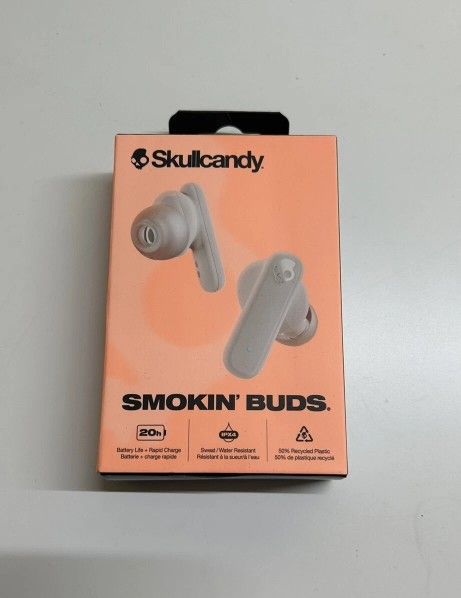 Skullcandy.
SMOKIN' BUDS.
20h
IPX4
Battery Life + Rapid Charge
Batterie + charge rapide
Sweat / Water Resistant
Résistant à la sueur/à l'eau
50% Recycled Plastic
50% de plastique recyclé